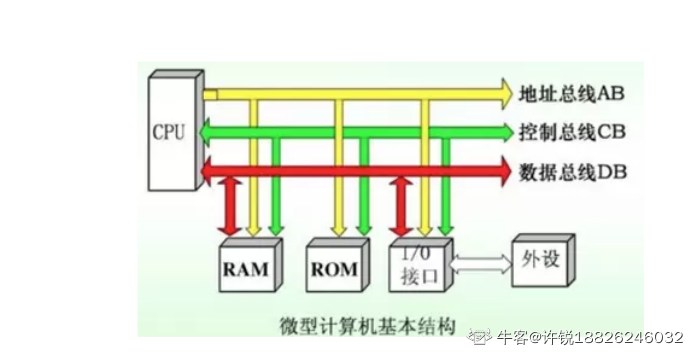 地址总线AB
CPU
控制总线CB
数据总线DB
RAM
ROM
I/O
接口
外设
微型计算机基本结构
牛客@许锐18826246032